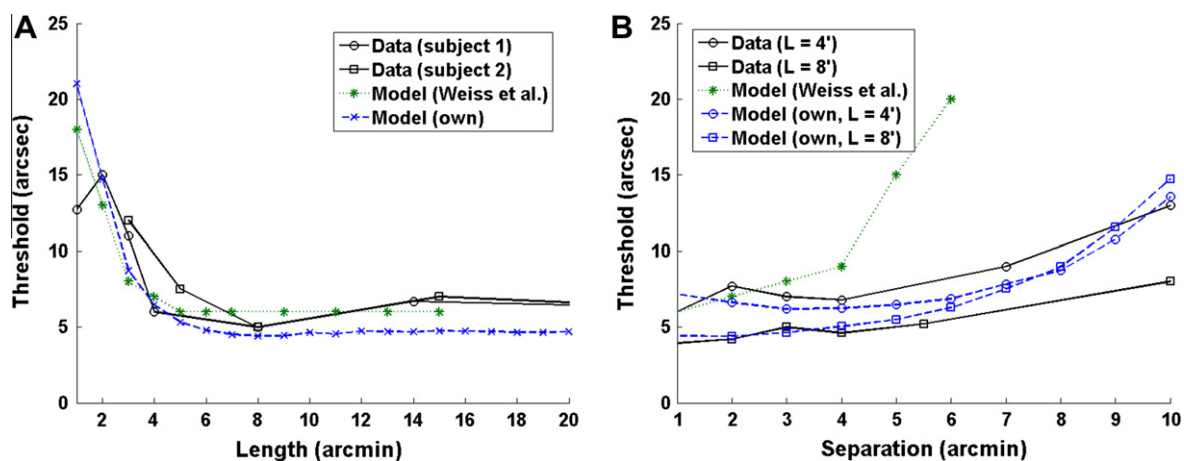 A
25
20
15
10
5
0
Threshold (arcsec)
2 4 6 8 10 12 14 16 18 20
Length (arcmin)
Data (subject 1)
Data (subject 2)
Model (Weiss et al.)
Model (own)
B
25
20
15
10
5
0
Threshold (arcsec)
1 2 3 4 5 6 7 8 9 10
Separation (arcmin)
Data (L = 4')
Data (L = 8')
Model (Weiss et al.)
Model (own, L = 4')
Model (own, L = 8')